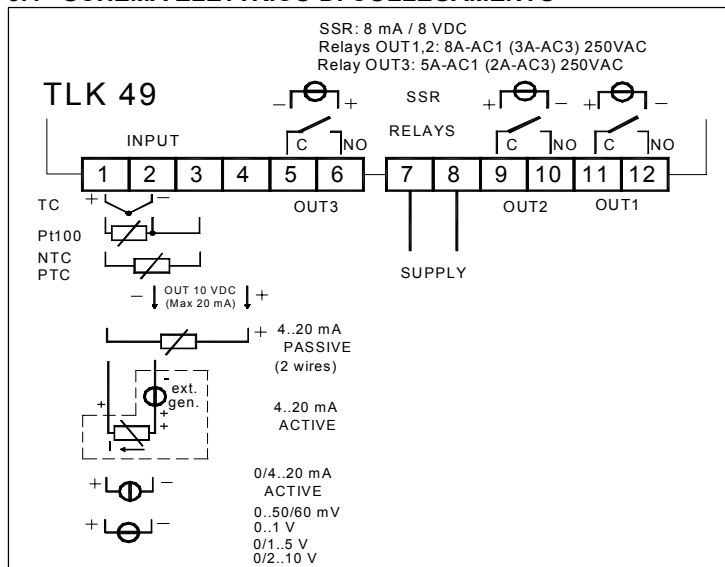 SCHEMA ELETTRICO DI COLLEGAMENTO
SSR: 8 mA / 8 VDC
Relays OUT1,2: 8A-AC1 (3A-AC3) 250VAC
Relay OUT3: 5A-AC1 (2A-AC3) 250VAC
TLK 49
− + SSR + − + −
INPUT C NO RELAYS C NO C NO
1 2 3 4 5 6 7 8 9 10 11 12
TC + −
OUT3 OUT2 OUT1
Pt100
NTC
PTC
SUPPLY
− OUT 10 VDC +
(Max 20 mA)
+ 4..20 mA
PASSIVE
(2 wires)
-
ext.
gen.
+ +
+
I
4..20 mA
ACTIVE
+ − 0/4..20 mA
ACTIVE
+ − 0..50/60 mV
0..1 V
0/1..5 V
0/2..10 V